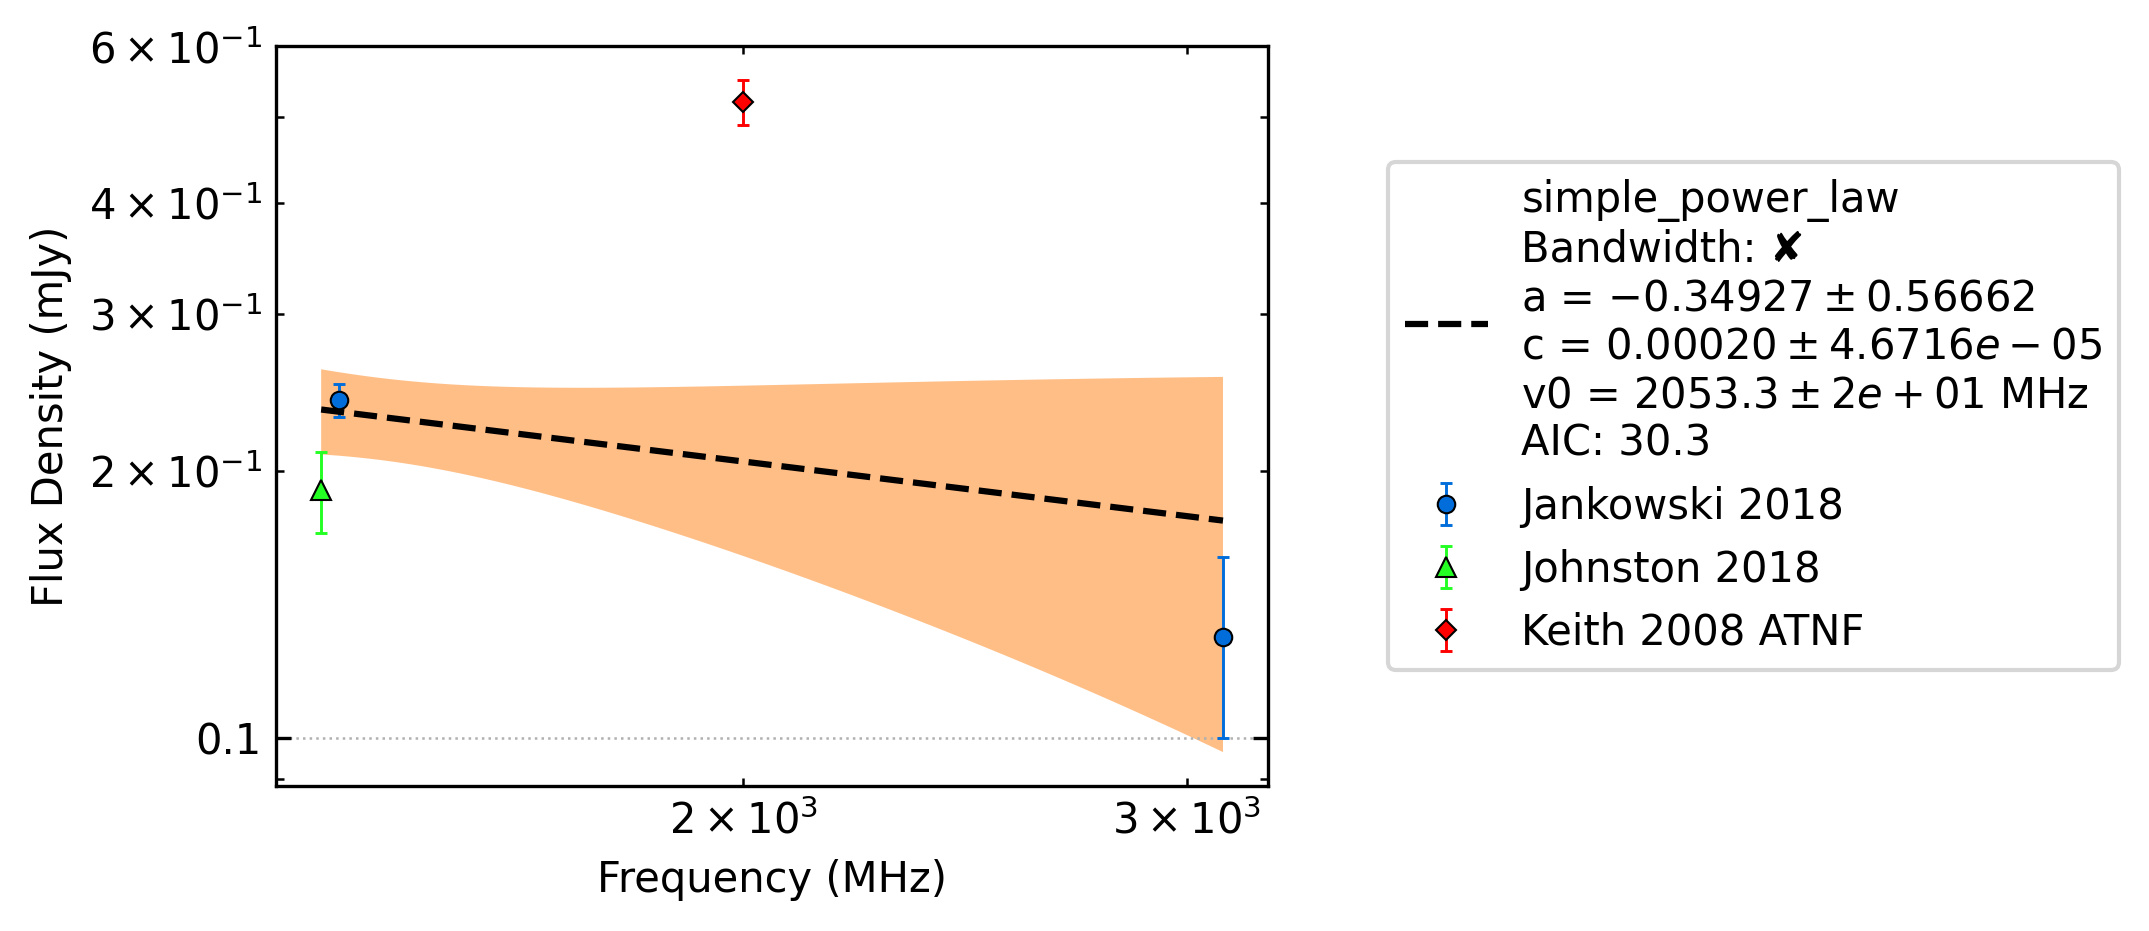 6 × 10⁻¹
4 × 10⁻¹
3 × 10⁻¹
2 × 10⁻¹
0.1
Flux Density (mJy)
2 × 10³
3 × 10³
Frequency (MHz)
simple_power_law
Bandwidth: ✘
a = −0.34927 ± 0.56662
c = 0.00020 ± 4.6716e − 05
v0 = 2053.3 ± 2e + 01 MHz
AIC: 30.3
Jankowski 2018
Johnston 2018
Keith 2008 ATNF